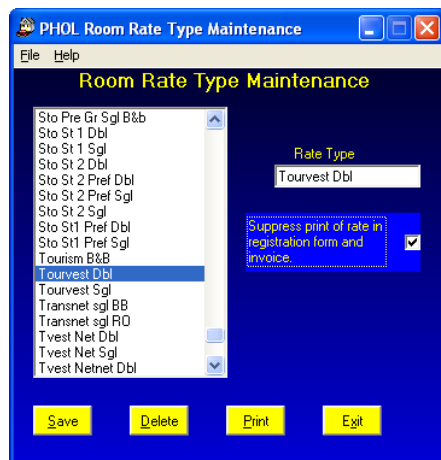 PHOL Room Rate Type Maintenance
File Help
Room Rate Type Maintenance
Sto Pre Gr Sgl B&b
Sto St 1 Dbl
Sto St 1 Sgl
Sto St 2 Dbl
Sto St 2 Pref Dbl
Sto St 2 Pref Sgl
Sto St 2 Sgl
Sto St1 Pref Dbl
Sto St1 Pref Sgl
Tourism B&B
Tourvest Dbl
Tourvest Sgl
Transnet sgl BB
Transnet sgl RO
Tvest Net Dbl
Tvest Net Sgl
Tvest Netnet Dbl
Rate Type
Tourvest Dbl
Suppress print of rate in
registration form and
invoice.
Save Delete Print Exit